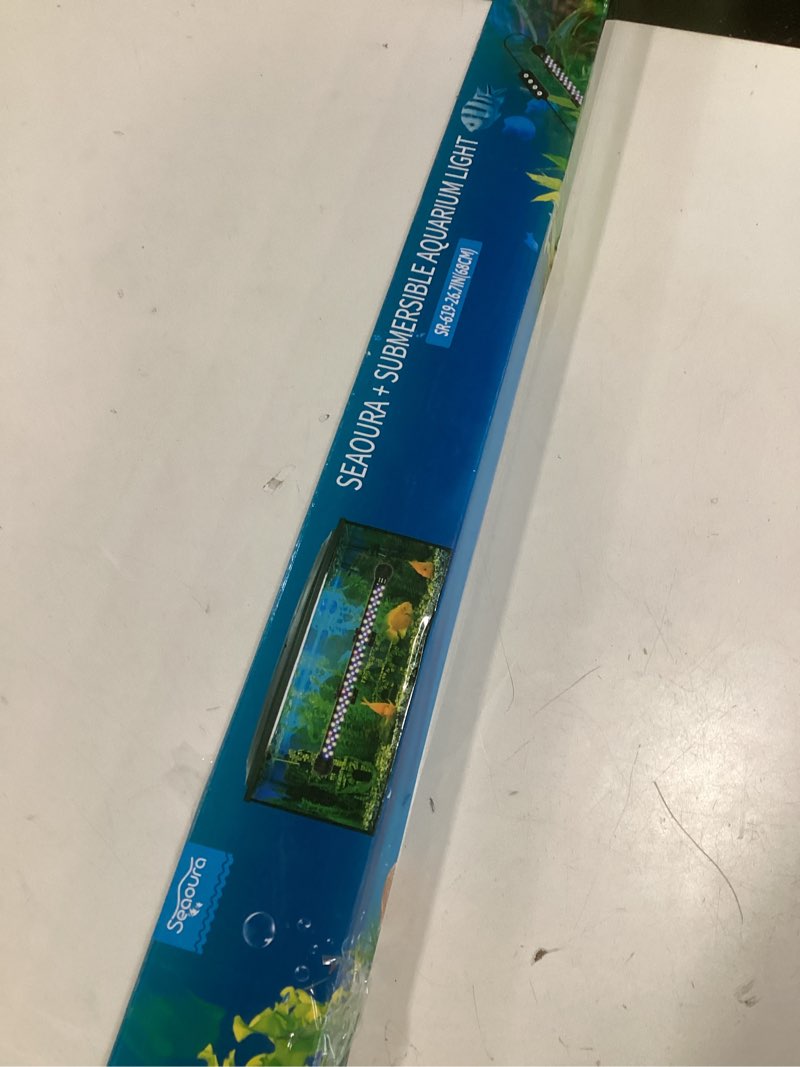 SEAOURA + SUBMERSIBLE AQUARIUM LIGHT
SR-619-26.7IN(68CM)
Seaoura